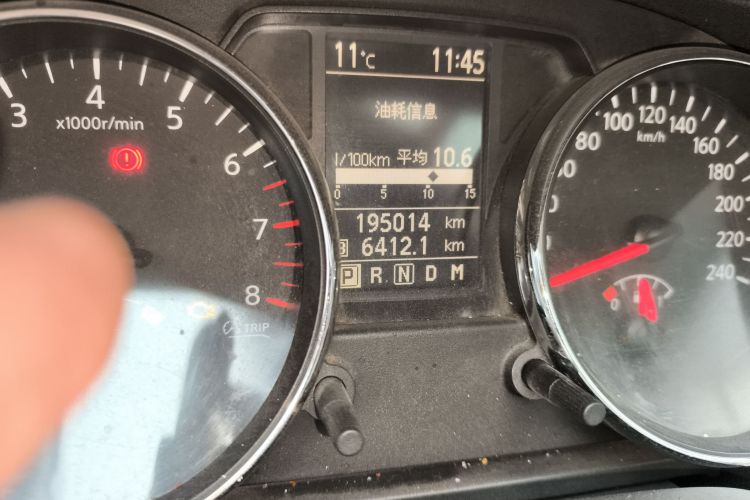 11°C 11:45
油耗信息
l/100km 平均 10.6
0 5 10 15
195014 km
B 6412.1 km
P R N D M
3 4 5 6 7 8
x1000r/min
TRIP
80 100 120 140 160 180 200 220 240
km/h
0